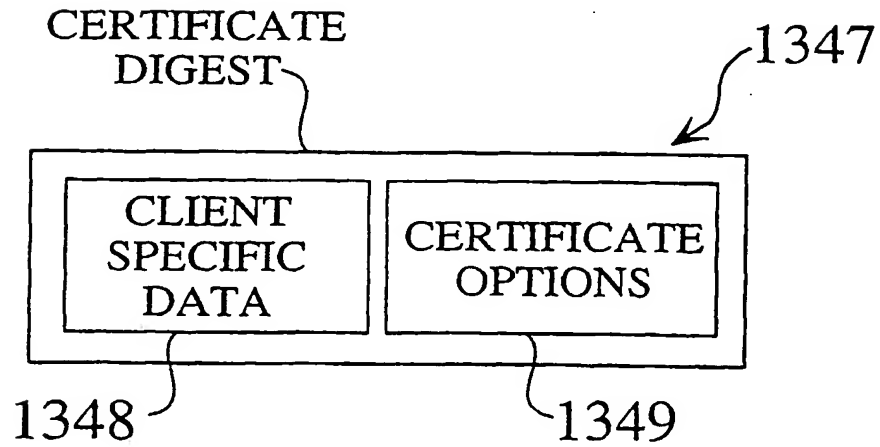 CERTIFICATE
DIGEST
1347
CLIENT
SPECIFIC
DATA
CERTIFICATE
OPTIONS
1348
1349